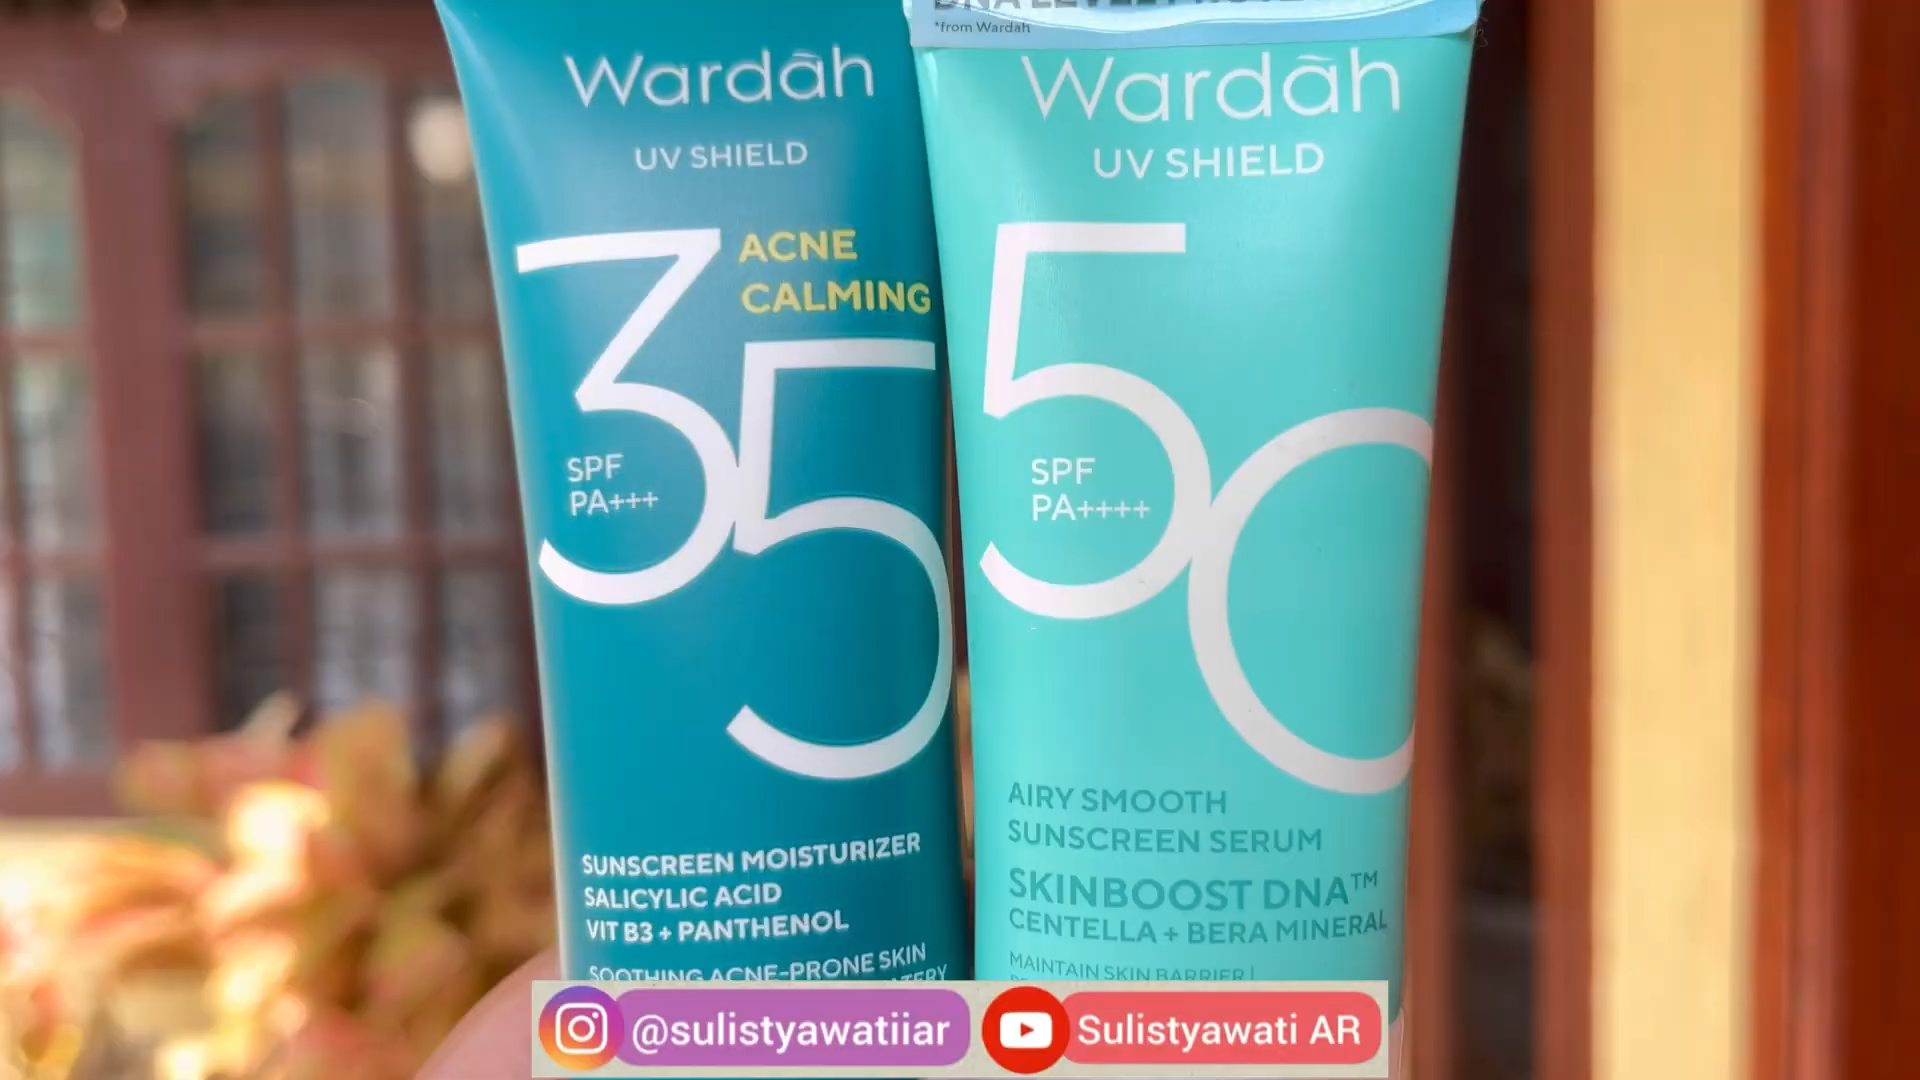 Wardāh
UV SHIELD
35
ACNE
CALMING
SPF
PA+++
SUNSCREEN MOISTURIZER
SALICYLIC ACID
VIT B3 + PANTHENOL
SOOTHING ACNE-PRONE SKIN
*from Wardah
Wardāh
UV SHIELD
50
SPF
PA++++
AIRY SMOOTH
SUNSCREEN SERUM
SKINBOOST DNA™
CENTELLA + BERA MINERAL
MAINTAIN SKIN BARRIER |
@sulistyawatiiar
Sulistyawati AR